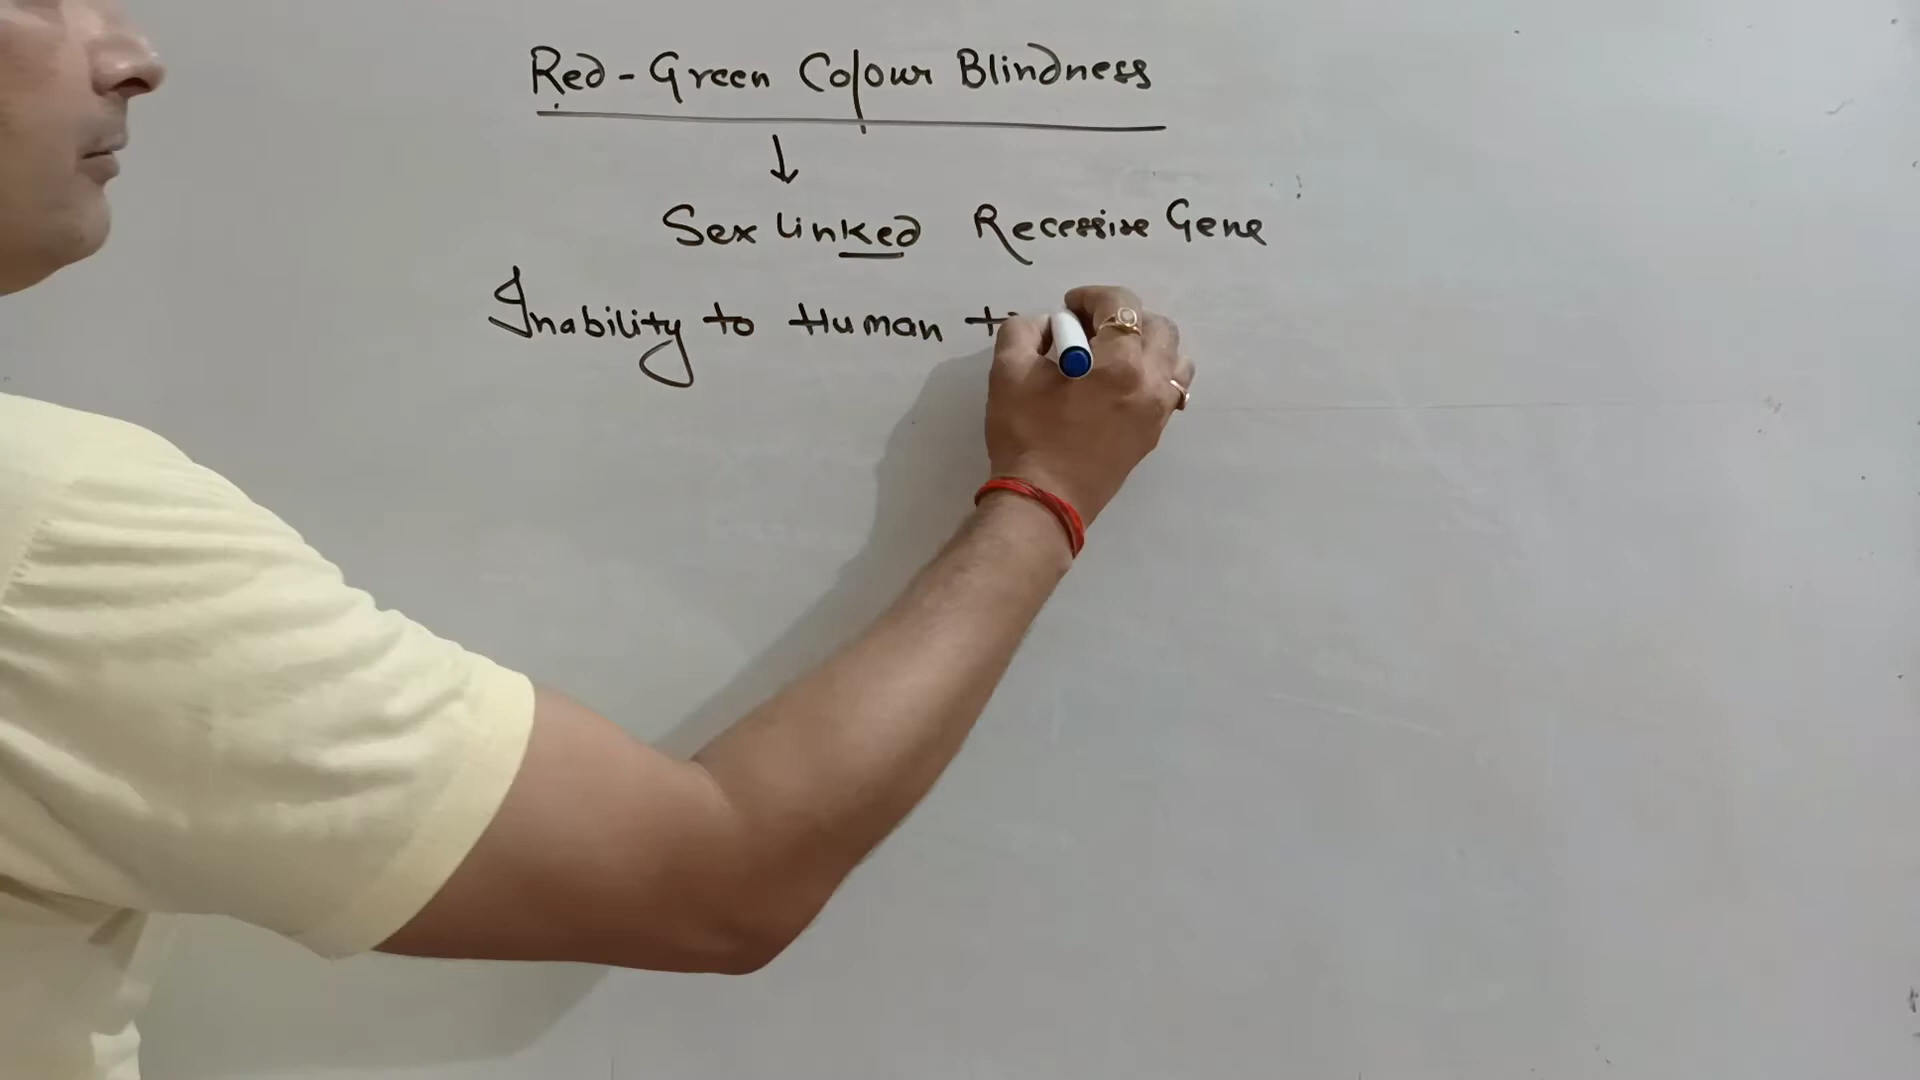 Red-Green Colour Blindness
↓
Sex linked Recessive Gene
Inability to Human